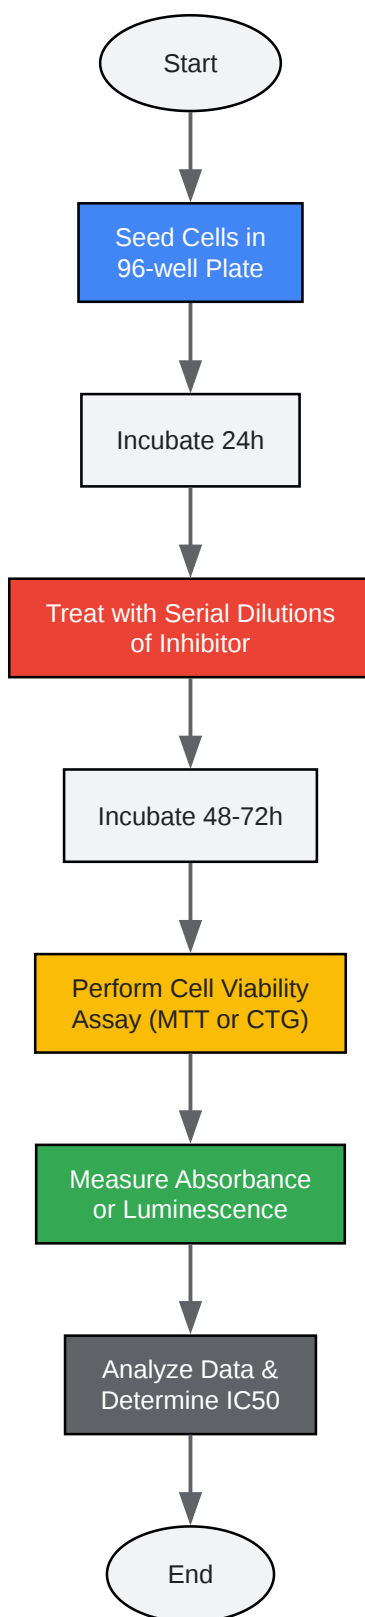 Start
Seed Cells in
96-well Plate
Incubate 24h
Treat with Serial Dilutions
of Inhibitor
Incubate 48-72h
Perform Cell Viability
Assay (MTT or CTG)
Measure Absorbance
or Luminescence
Analyze Data &
Determine IC50
End